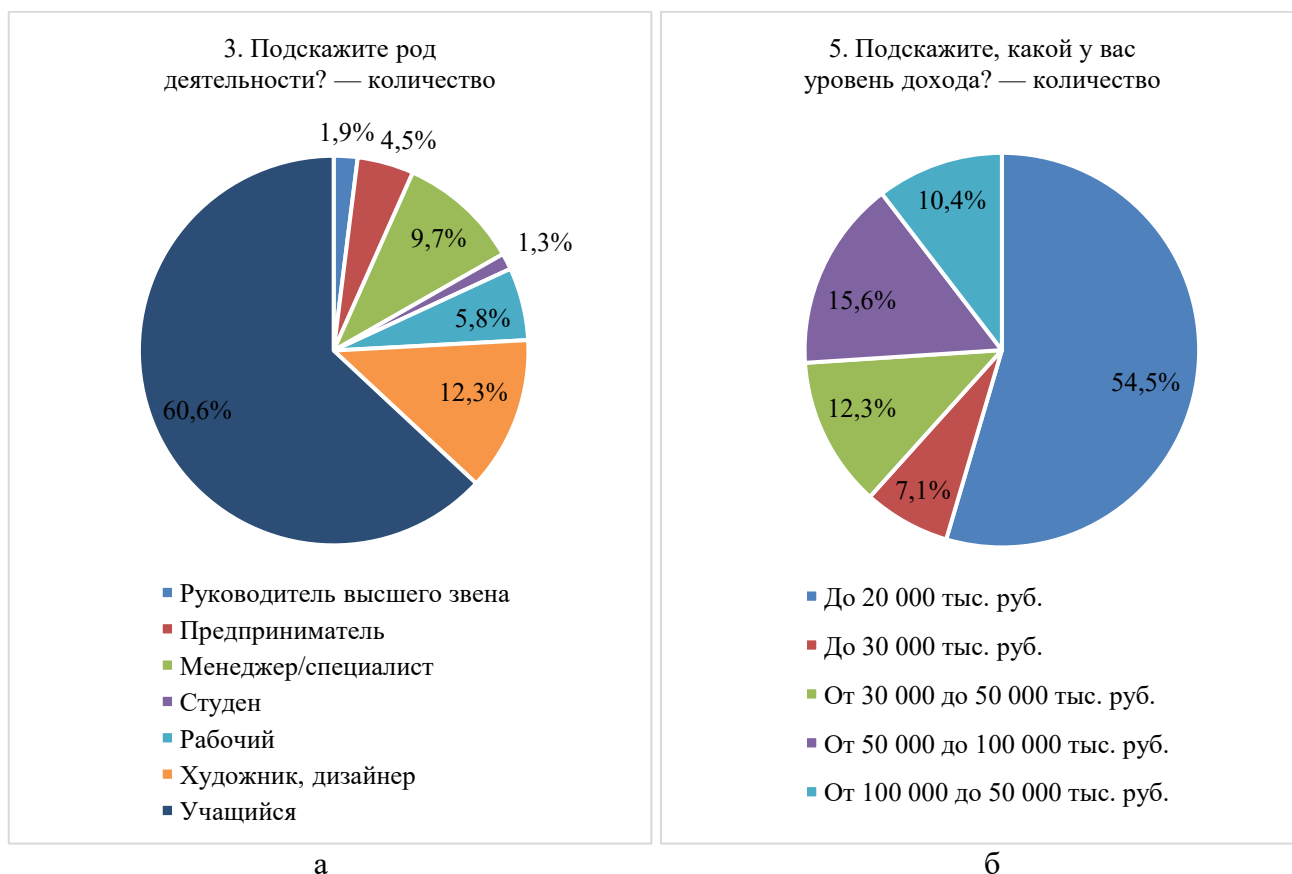 3. Подскажите род
деятельности? — количество
1,9%
4,5%
9,7%
1,3%
5,8%
12,3%
60,6%
Руководитель высшего звена
Предприниматель
Менеджер/специалист
Студен
Рабочий
Художник, дизайнер
Учащийся
а
5. Подскажите, какой у вас
уровень дохода? — количество
10,4%
15,6%
54,5%
12,3%
7,1%
До 20 000 тыс. руб.
До 30 000 тыс. руб.
От 30 000 до 50 000 тыс. руб.
От 50 000 до 100 000 тыс. руб.
От 100 000 до 50 000 тыс. руб.
б